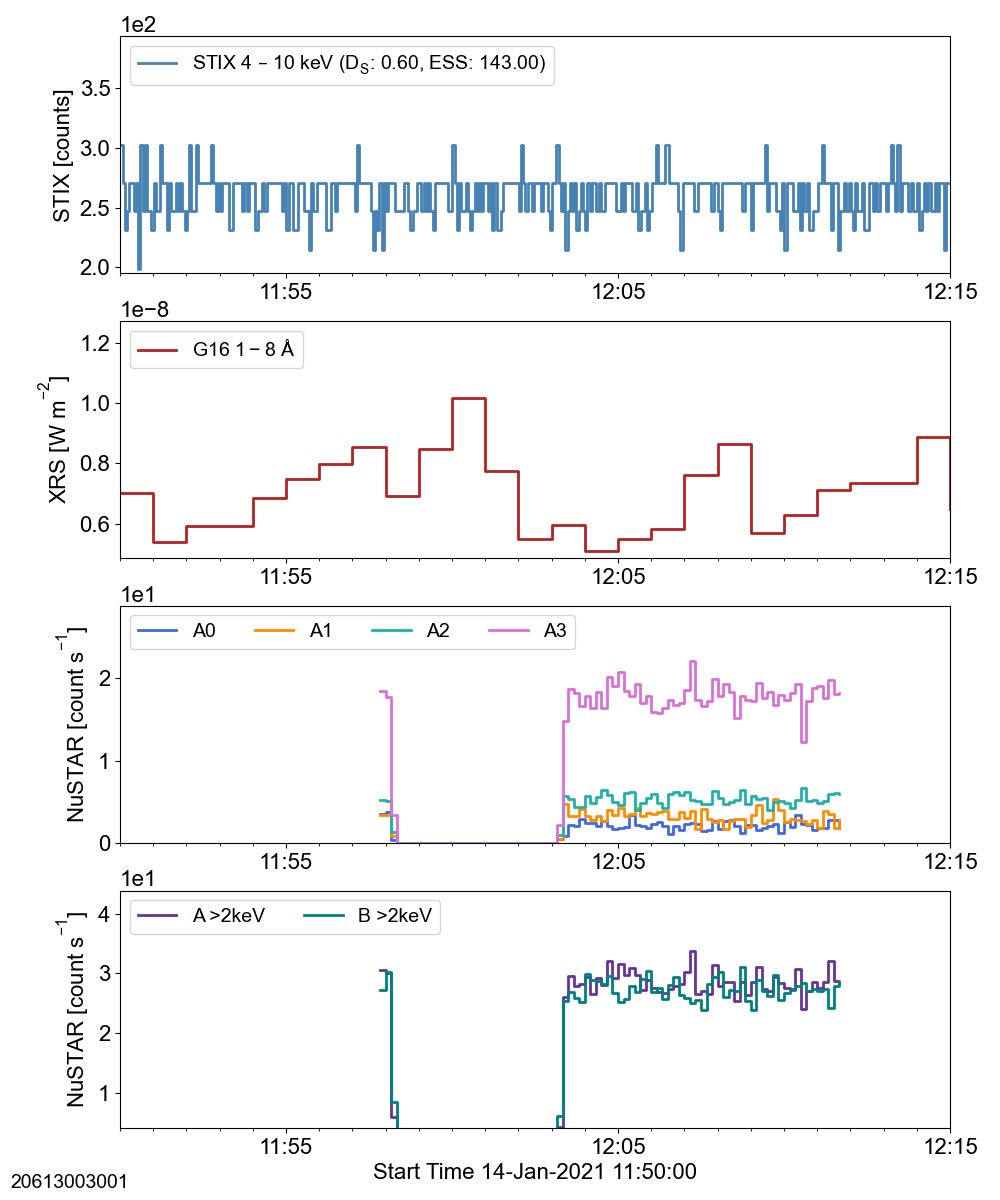 1e2
STIX 4 – 10 keV (DS: 0.60, ESS: 143.00)
STIX [counts]
3.5
3.0
2.5
2.0
11:55 12:05 12:15
1e−8
G16 1 − 8 Å
XRS [W m−2]
1.2
1.0
0.8
0.6
11:55 12:05 12:15
1e1
A0 A1 A2 A3
NuSTAR [count s−1]
2
1
0
11:55 12:05 12:15
1e1
A >2keV B >2keV
NuSTAR [count s−1]
4
3
2
1
11:55 12:05 12:15
Start Time 14-Jan-2021 11:50:00
20613003001